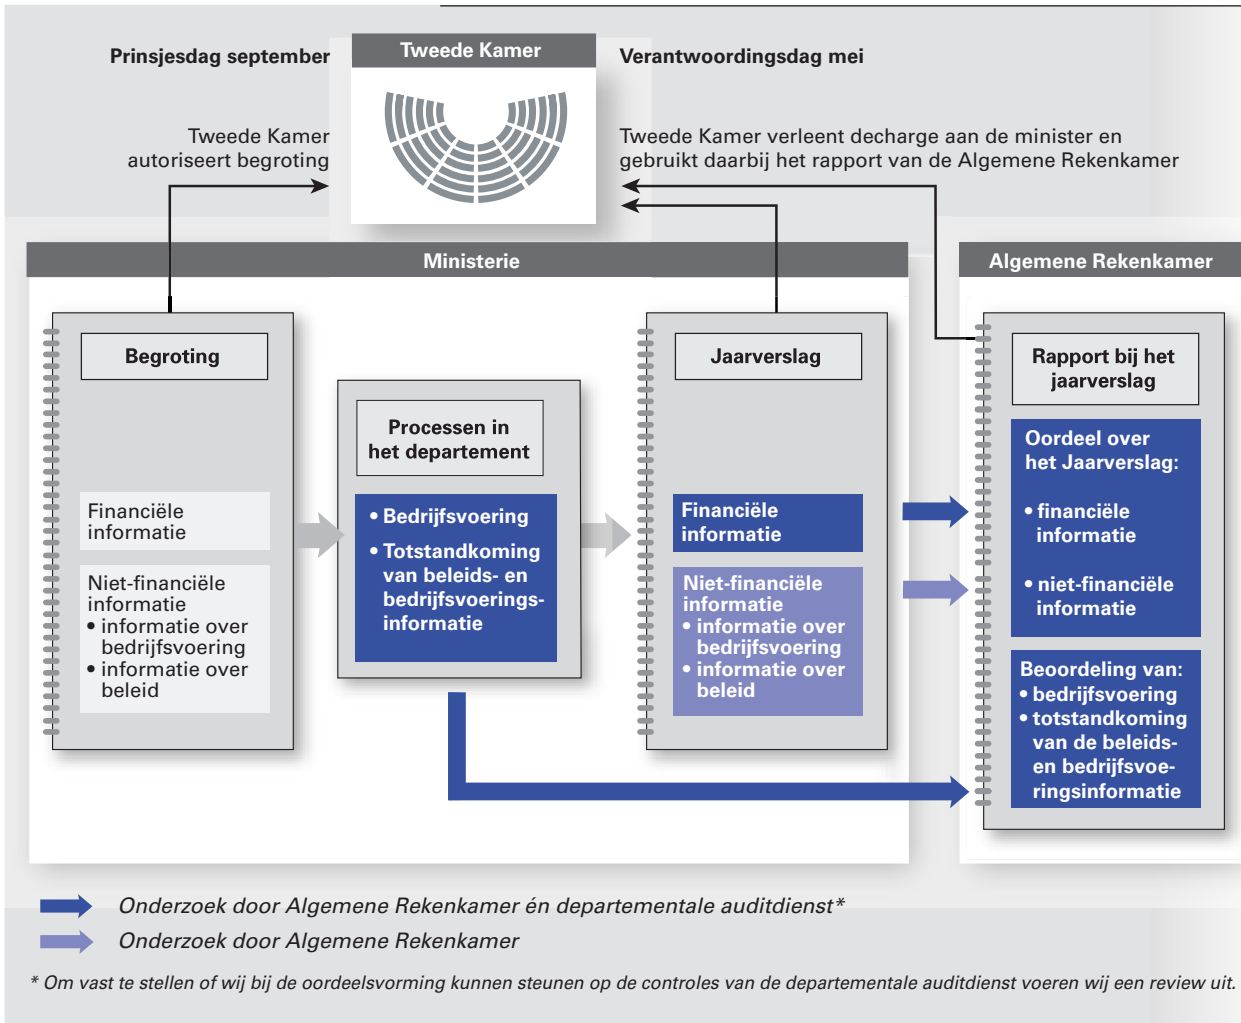 Prinsjesdag september
Tweede Kamer
Verantwoordingsdag mei
Tweede Kamer
autoriseert begroting
Tweede Kamer verleent decharge aan de minister en
gebruikt daarbij het rapport van de Algemene Rekenkamer
Ministerie
Algemene Rekenkamer
Begroting
Financiële
informatie
Niet-financiële
informatie
• informatie over
bedrijfsvoering
• informatie over
beleid
Processen in
het departement
• Bedrijfsvoering
• Totstandkoming
van beleids- en
bedrijfsvoerings-
informatie
Jaarverslag
Financiële
informatie
Niet-financiële
informatie
• informatie over
bedrijfsvoering
• informatie over
beleid
Rapport bij het
jaarverslag
Oordeel over
het Jaarverslag:
• financiële
informatie
• niet-financiële
informatie
Beoordeling van:
• bedrijfsvoering
• totstandkoming
van de beleids-
en bedrijfsvoe-
ringsinformatie
Onderzoek door Algemene Rekenkamer én departementale auditdienst*
Onderzoek door Algemene Rekenkamer
* Om vast te stellen of wij bij de oordeelsvorming kunnen steunen op de controles van de departementale auditdienst voeren wij een review uit.